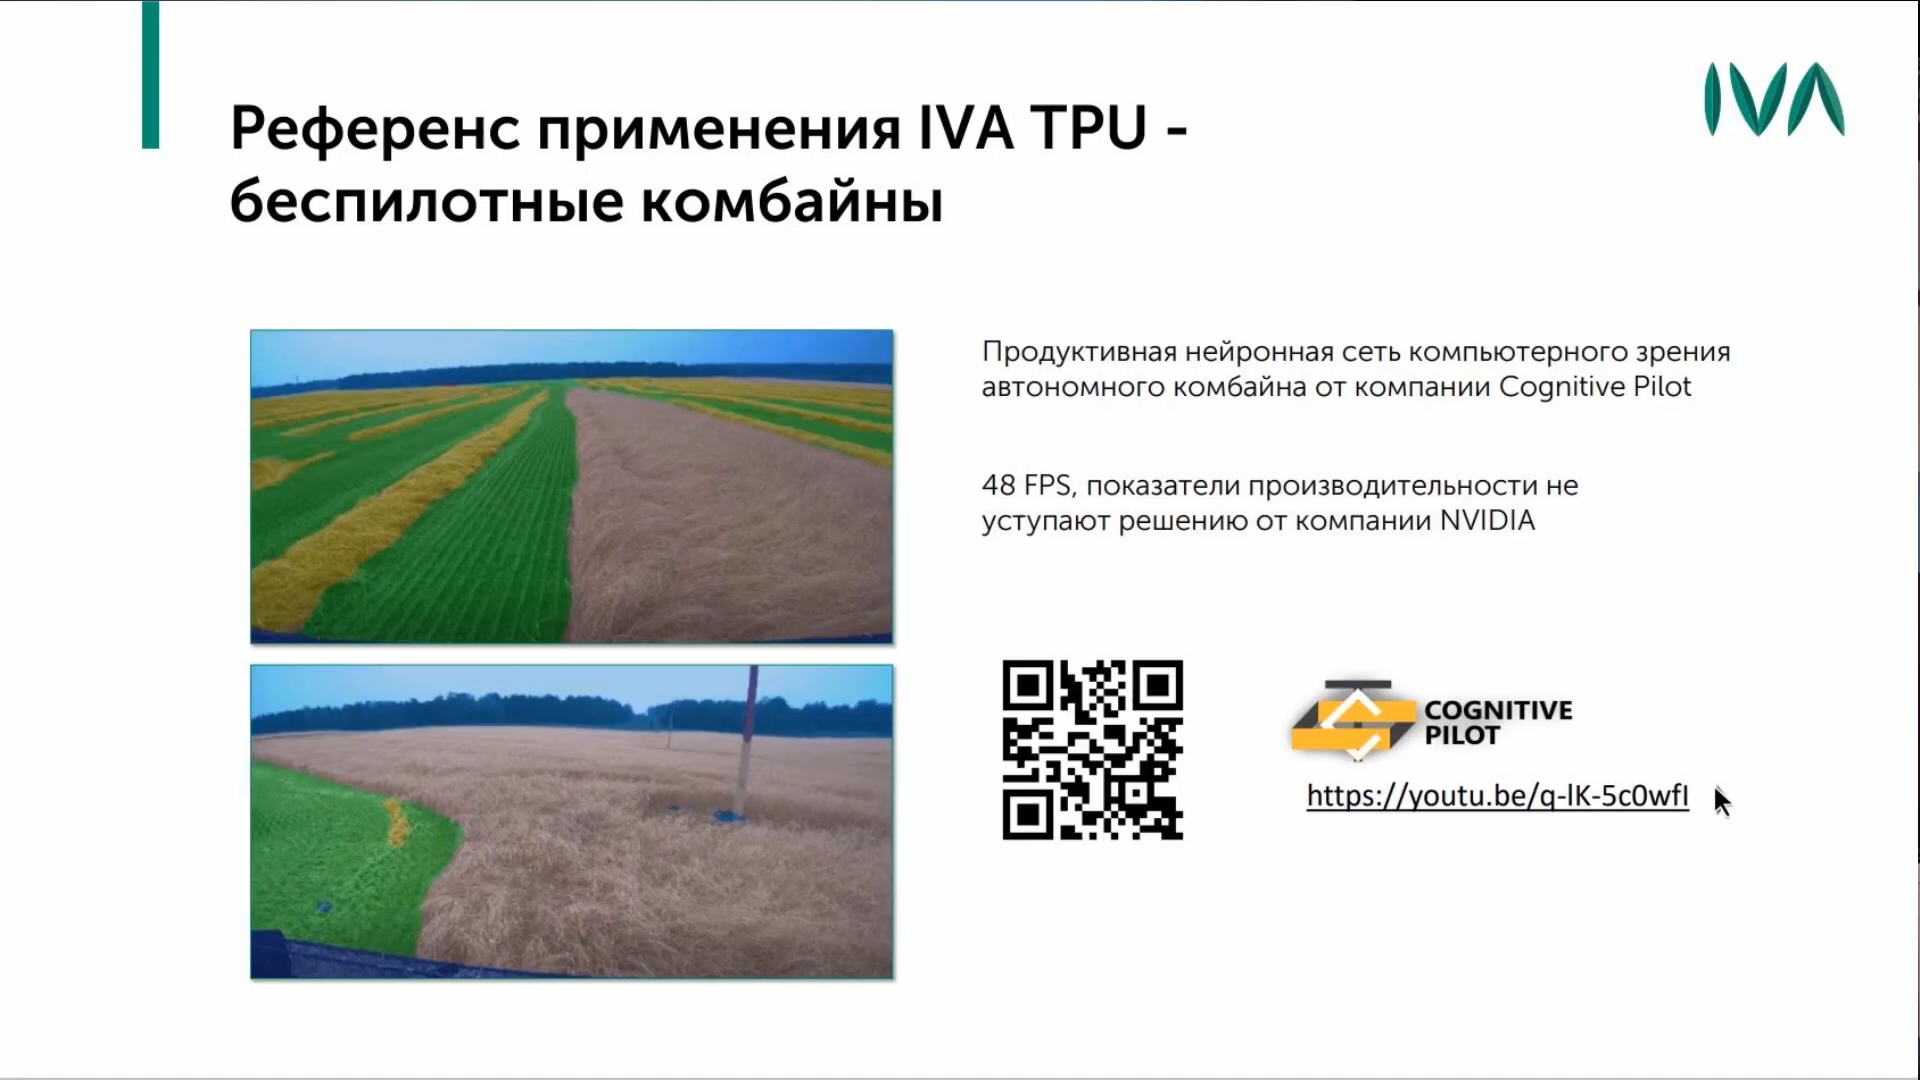 IVA
Референс применения IVA TPU -
беспилотные комбайны
Продуктивная нейронная сеть компьютерного зрения
автономного комбайна от компании Cognitive Pilot
48 FPS, показатели производительности не
уступают решению от компании NVIDIA
COGNITIVE
PILOT
https://youtu.be/q-lK-5c0wfI